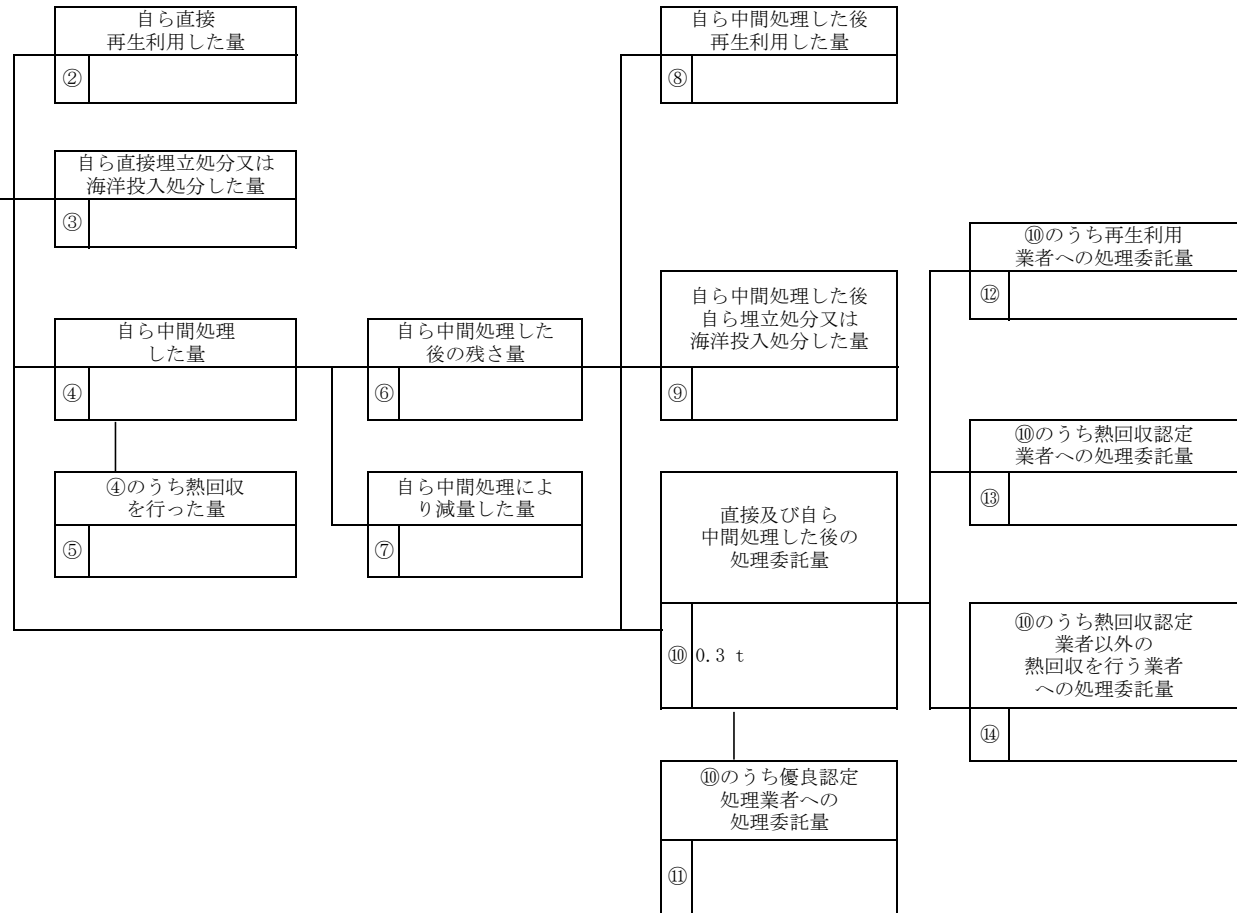 自ら直接
再生利用した量
②
自ら中間処理した後
再生利用した量
⑧
自ら直接埋立処分又は
海洋投入処分した量
③
⑩のうち再生利用
業者への処理委託量
⑫
自ら中間処理
した量
④
自ら中間処理した
後の残さ量
⑥
自ら中間処理した後
自ら埋立処分又は
海洋投入処分した量
⑨
⑩のうち熱回収認定
業者への処理委託量
⑬
④のうち熱回収
を行った量
⑤
自ら中間処理によ
り減量した量
⑦
直接及び自ら
中間処理した後の
処理委託量
⑩ 0.3 t
⑩のうち熱回収認定
業者以外の
熱回収を行う業者
への処理委託量
⑭
⑩のうち優良認定
処理業者への
処理委託量
⑪